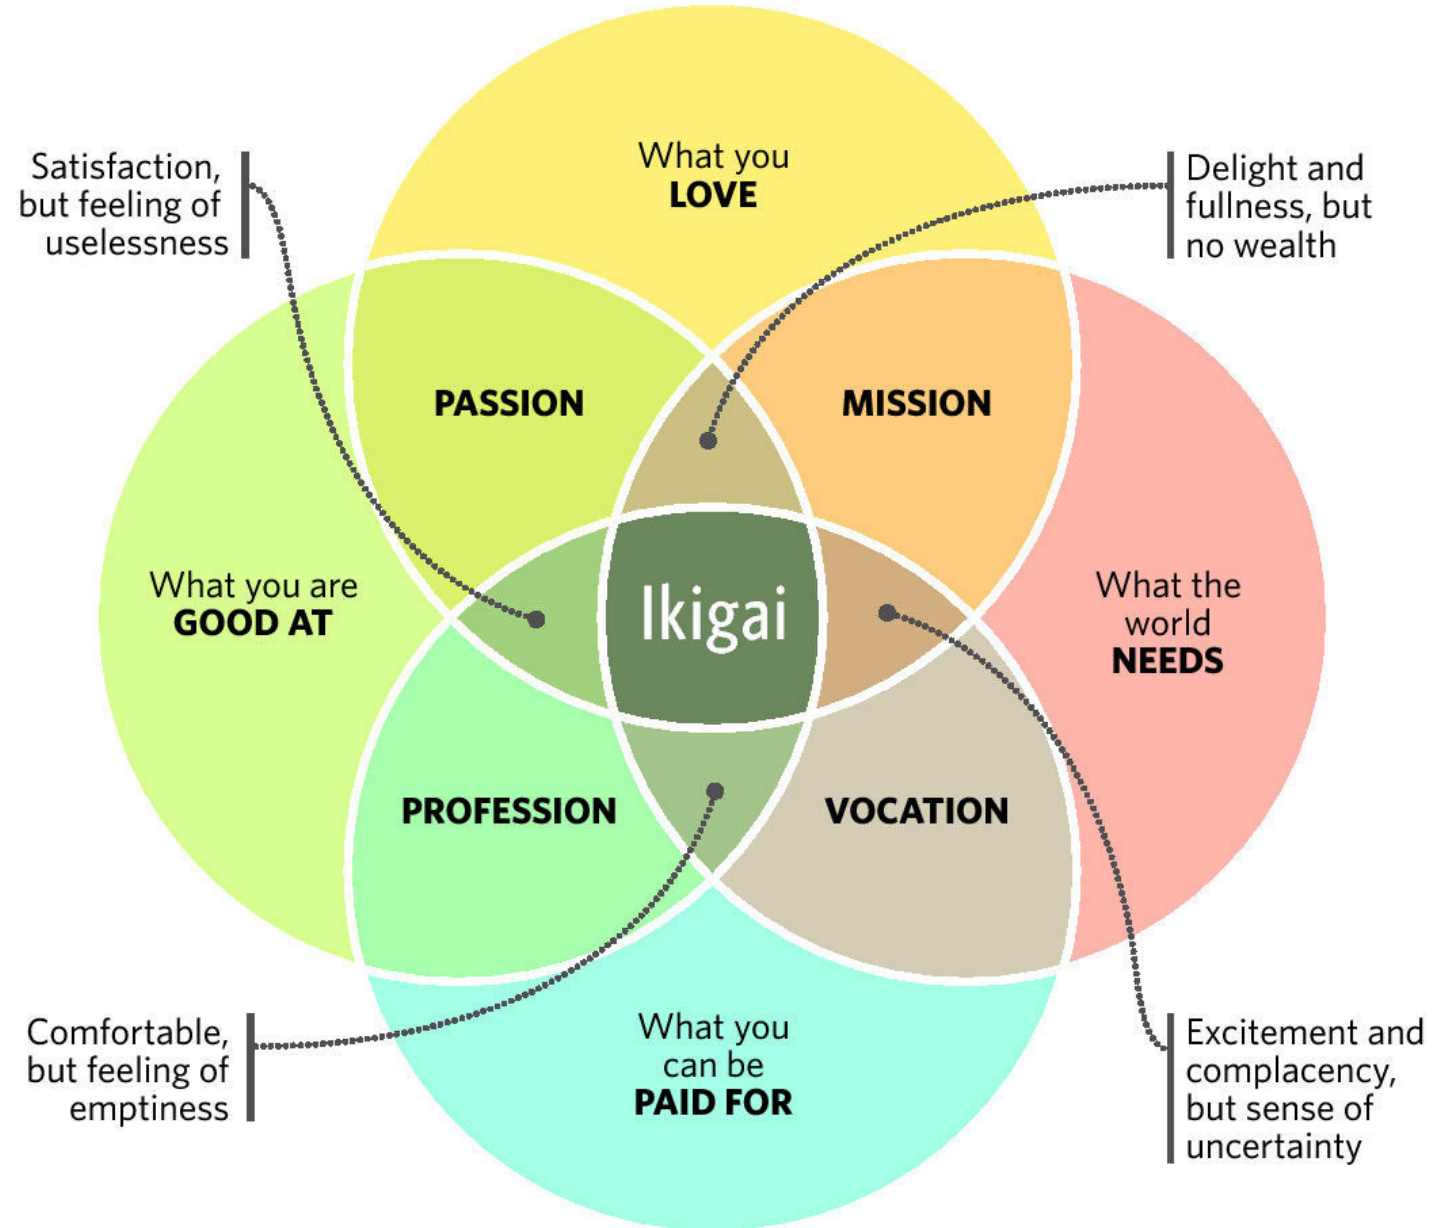 What you
LOVE
Satisfaction,
but feeling of
uselessness
Delight and
fullness, but
no wealth
PASSION
MISSION
What you are
GOOD AT
Ikigai
What the
world
NEEDS
PROFESSION
VOCATION
Comfortable,
but feeling of
emptiness
What you
can be
PAID FOR
Excitement and
complacency,
but sense of
uncertainty